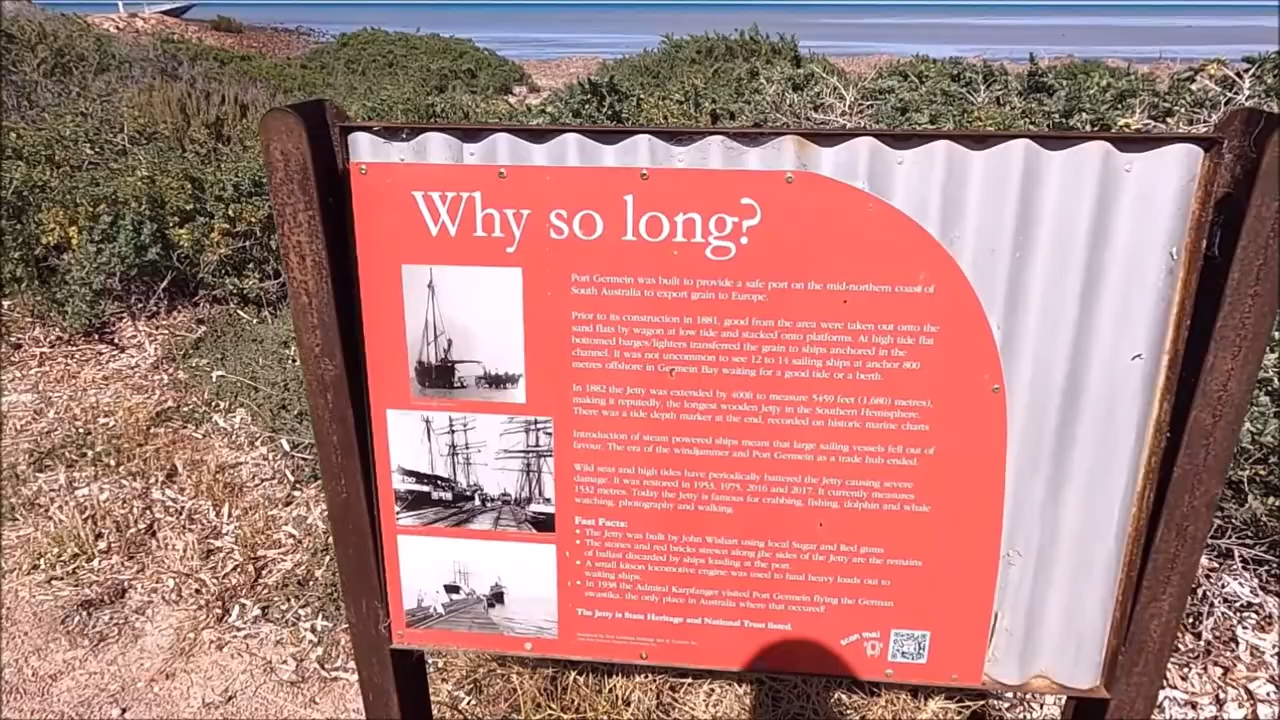 Why so long?
Port Germein was built to provide a safe port on the mid-northern coast of
South Australia to export grain to Europe.
Prior to its construction in 1881, good from the area were taken out onto the
sand flats by wagon at low tide and stacked onto platforms. At high tide flat
bottomed barges/lighters transferred the grain to ships anchored in the
channel. It was not uncommon to see 12 to 14 sailing ships at anchor 800
metres offshore in Germein Bay waiting for a good tide or a berth.
In 1882 the Jetty was extended by 400ft to measure 5459 feet (1,680) metres),
making it reputedly, the longest wooden Jetty in the Southern Hemisphere.
There was a tide depth marker at the end, recorded on historic marine charts
Introduction of steam powered ships meant that large sailing vessels fell out of
favour. The era of the windjammer and Port Germein as a trade hub ended.
Wild seas and high tides have periodically battered the Jetty causing severe
damage. It was restored in 1953, 1975, 2016 and 2017. It currently measures
1532 metres. Today the Jetty is famous for crabbing, fishing, dolphin and whale
watching, photography and walking.
Fast Facts:
• The Jetty was built by John Wishart using local Sugar and Red gums
• The stones and red bricks strewn along the sides of the Jetty are the remains
of ballast discarded by ships loading at the port.
• A small kitson locomotive engine was used to haul heavy loads out to
waiting ships.
• In 1938 the Admiral Karpfanger visited Port Germein flying the German
swastika, the only place in Australia where that occured!
The Jetty is State Heritage and National Trust listed.
SCAN ME!